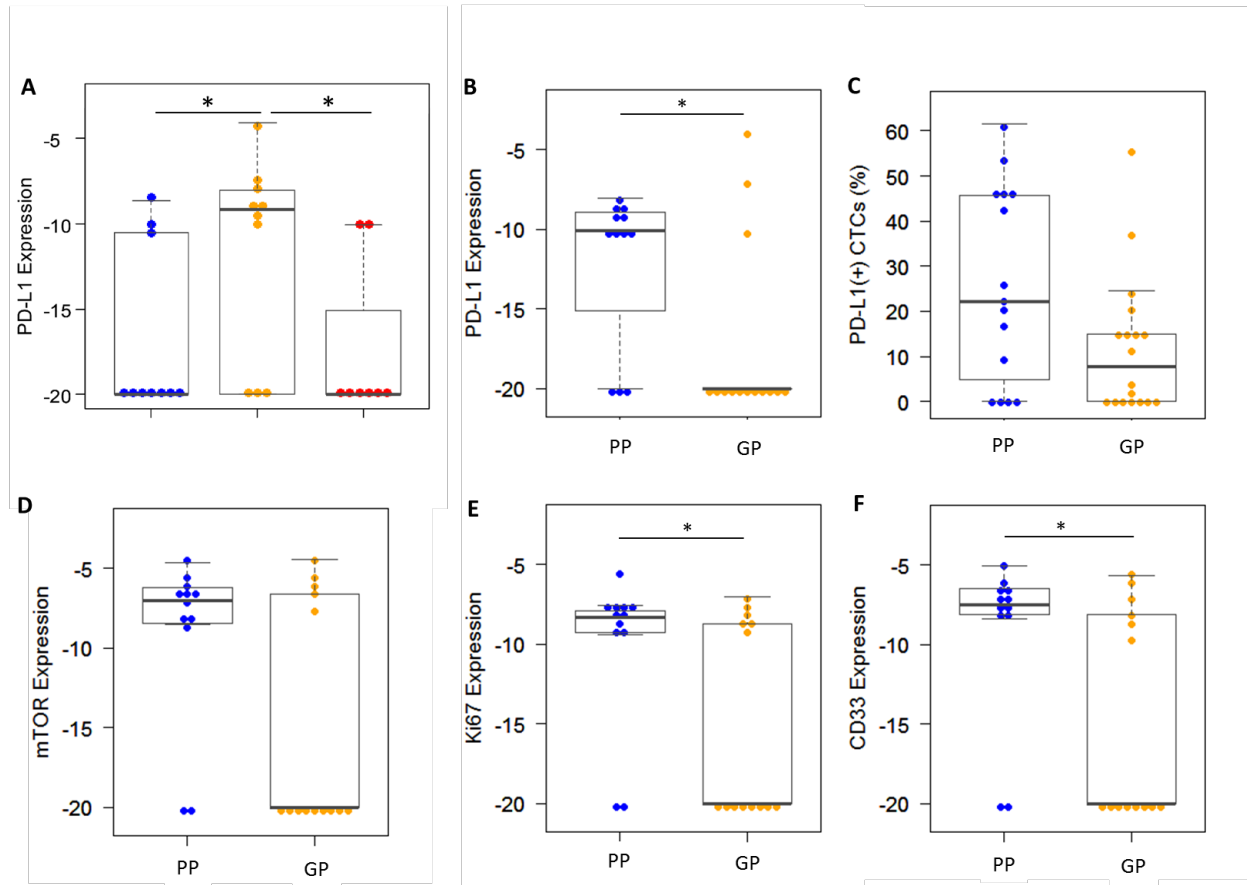 A
*
*
PD-L1 Expression
-5
-10
-15
-20
B
*
PD-L1 Expression
-5
-10
-15
-20
PP
GP
C
PD-L1(+) CTCs (%)
60
50
40
30
20
10
0
PP
GP
D
mTOR Expression
-5
-10
-15
-20
PP
GP
E
*
Ki67 Expression
-5
-10
-15
-20
PP
GP
F
*
CD33 Expression
-5
-10
-15
-20
PP
GP